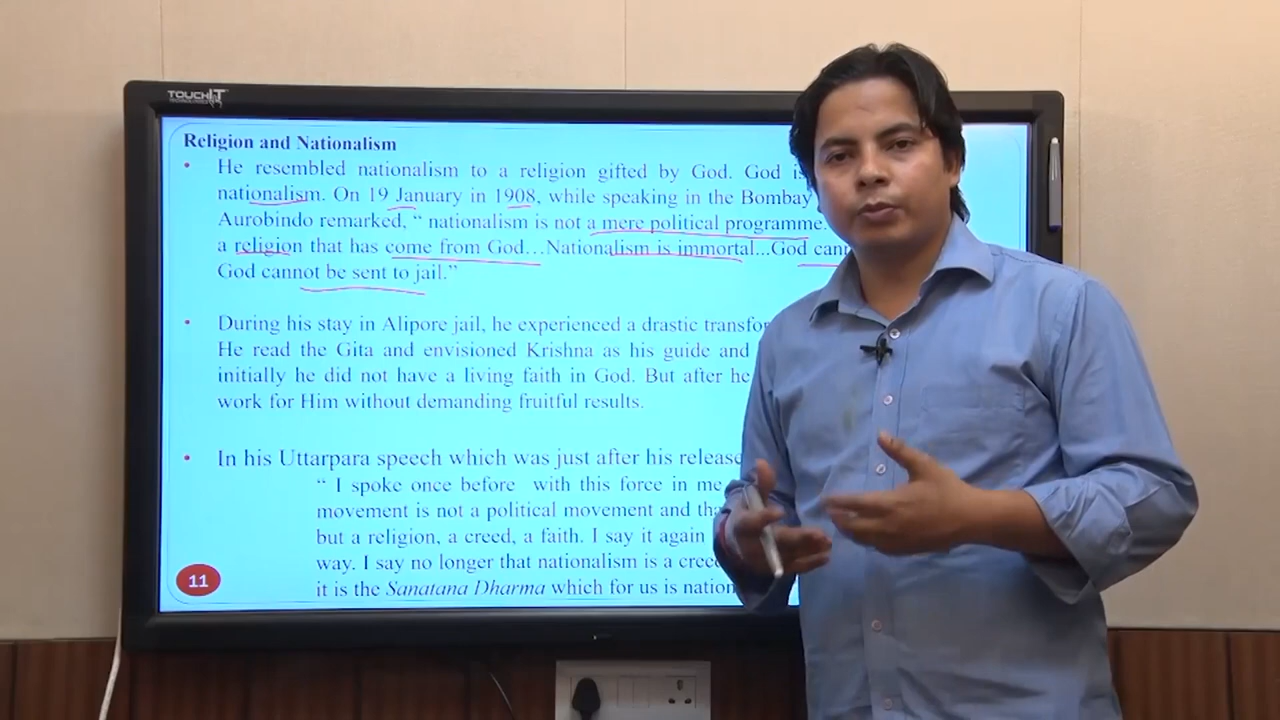 TOUCHIT
TECHNOLOGIES
Religion and Nationalism
• He resembled nationalism to a religion gifted by God. God is
nationalism. On 19 January in 1908, while speaking in the Bombay
Aurobindo remarked, “ nationalism is not a mere political programme.
a religion that has come from God…Nationalism is immortal...God
God cannot be sent to jail.”
• During his stay in Alipore jail, he experienced a drastic
He read the Gita and envisioned Krishna as his guide and
initially he did not have a living faith in God. But after he
work for Him without demanding fruitful results.
• In his Uttarpara speech which was just after his release
“ I spoke once before with this force in me
movement is not a political movement and
but a religion, a creed, a faith. I say it again
way. I say no longer that nationalism is a
it is the Sanatana Dharma which for us is
11